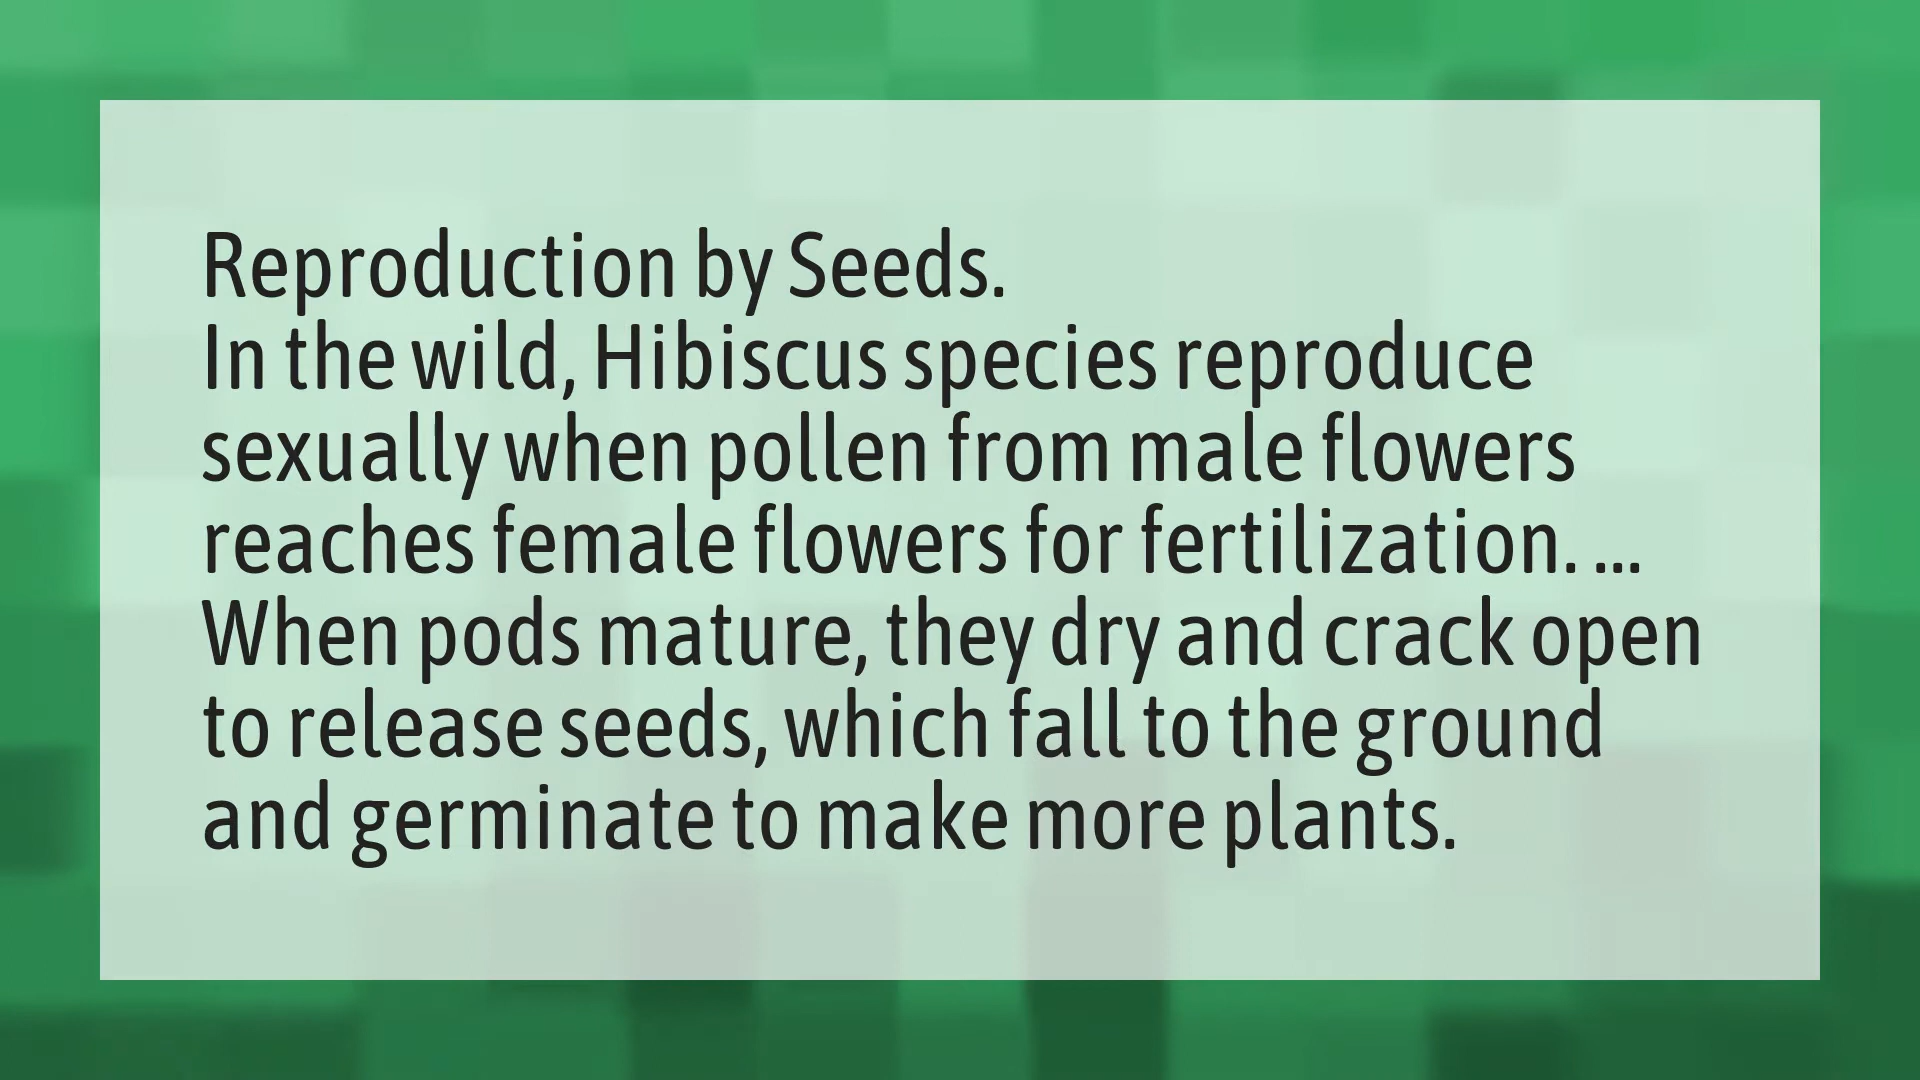 Reproduction by Seeds.
In the wild, Hibiscus species reproduce
sexually when pollen from male flowers
reaches female flowers for fertilization. ...
When pods mature, they dry and crack open
to release seeds, which fall to the ground
and germinate to make more plants.